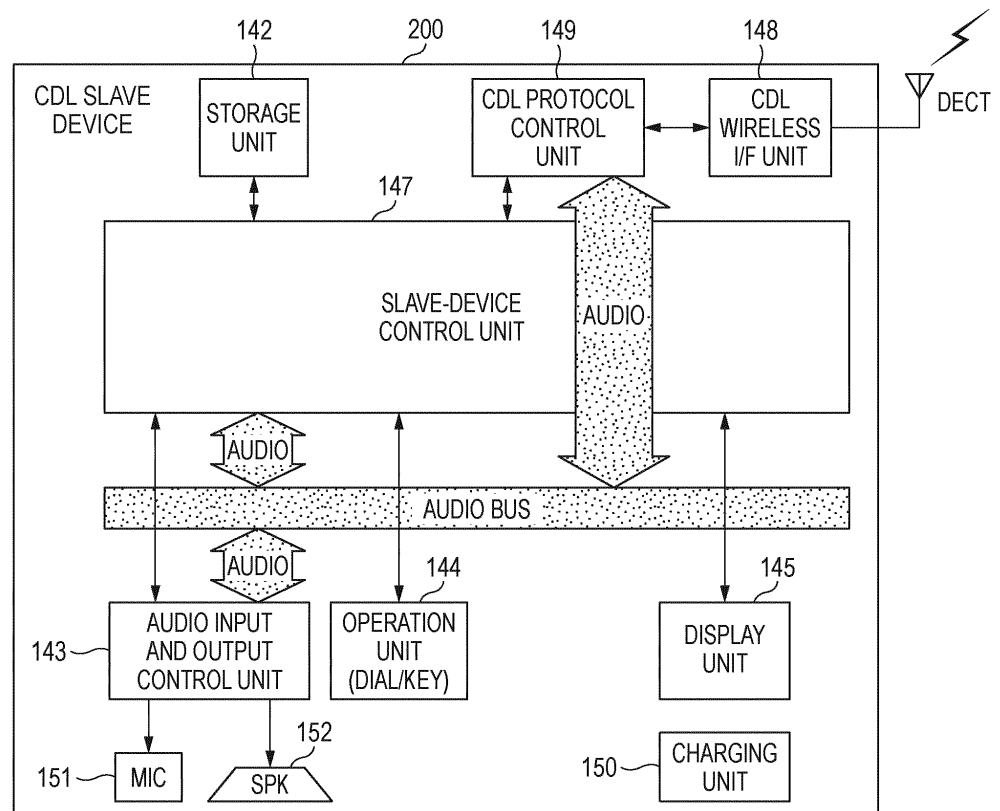 142
200
149
148
CDL SLAVE
DEVICE
STORAGE
UNIT
CDL PROTOCOL
CONTROL
UNIT
CDL
WIRELESS
I/F UNIT
DECT
147
SLAVE-DEVICE
CONTROL UNIT
AUDIO
AUDIO
AUDIO BUS
AUDIO
144
145
143
AUDIO INPUT
AND OUTPUT
CONTROL UNIT
OPERATION
UNIT
(DIAL/KEY)
DISPLAY
UNIT
152
151
MIC
SPK
150
CHARGING
UNIT